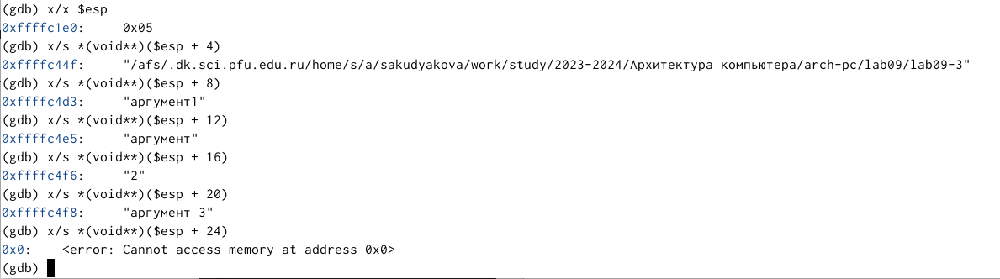 (gdb) x/x $esp
0xffffc1e0:     0x05
(gdb) x/s *(void**)($esp + 4)
0xffffc44f:     "/afs/.dk.sci.pfu.edu.ru/home/s/a/sakudyakova/work/study/2023-2024/Архитектура компьютера/arch-pc/lab09/lab09-3"
(gdb) x/s *(void**)($esp + 8)
0xffffc4d3:     "аргумент1"
(gdb) x/s *(void**)($esp + 12)
0xffffc4e5:     "аргумент"
(gdb) x/s *(void**)($esp + 16)
0xffffc4f6:     "2"
(gdb) x/s *(void**)($esp + 20)
0xffffc4f8:     "аргумент 3"
(gdb) x/s *(void**)($esp + 24)
0x0:    <error: Cannot access memory at address 0x0>
(gdb)